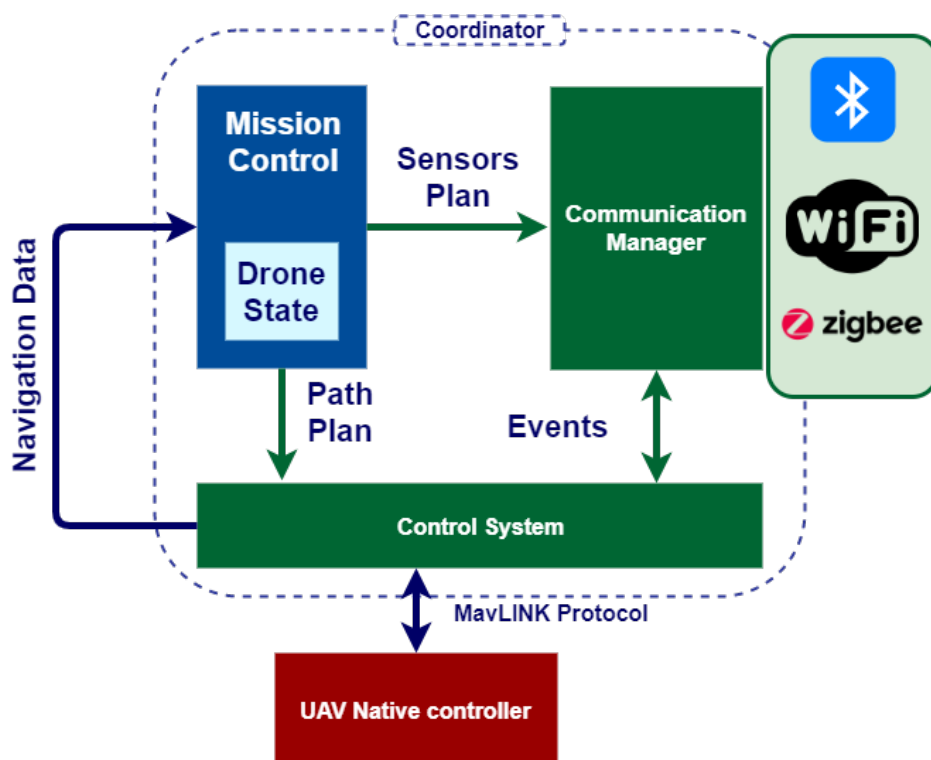 Coordinator
Mission
Control
Drone
State
Sensors
Plan
Communication
Manager
WiFi
zigbee
Navigation Data
Path
Plan
Events
Control System
MavLINK Protocol
UAV Native controller